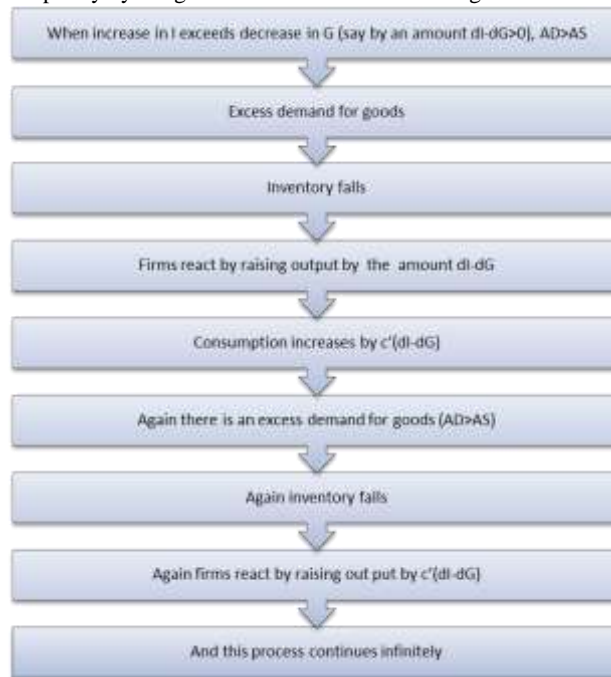 When increase in I exceeds decrease in G (say by an amount dI-dG>0), AD>AS
Excess demand for goods
Inventory falls
Firms react by raising output by the amount dI-dG
Consumption increases by c'(dI-dG)
Again there is an excess demand for goods (AD>AS)
Again inventory falls
Again firms react by raising out put by c'(dI-dG)
And this process continues infinitely